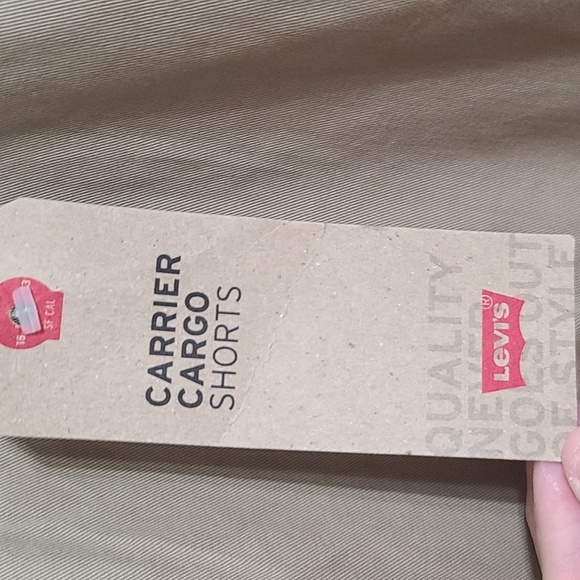 SF CAL
CARRIER
CARGO
SHORTS
Levi's®
QUALITY
NEVER
GOES OUT
OF STYLE